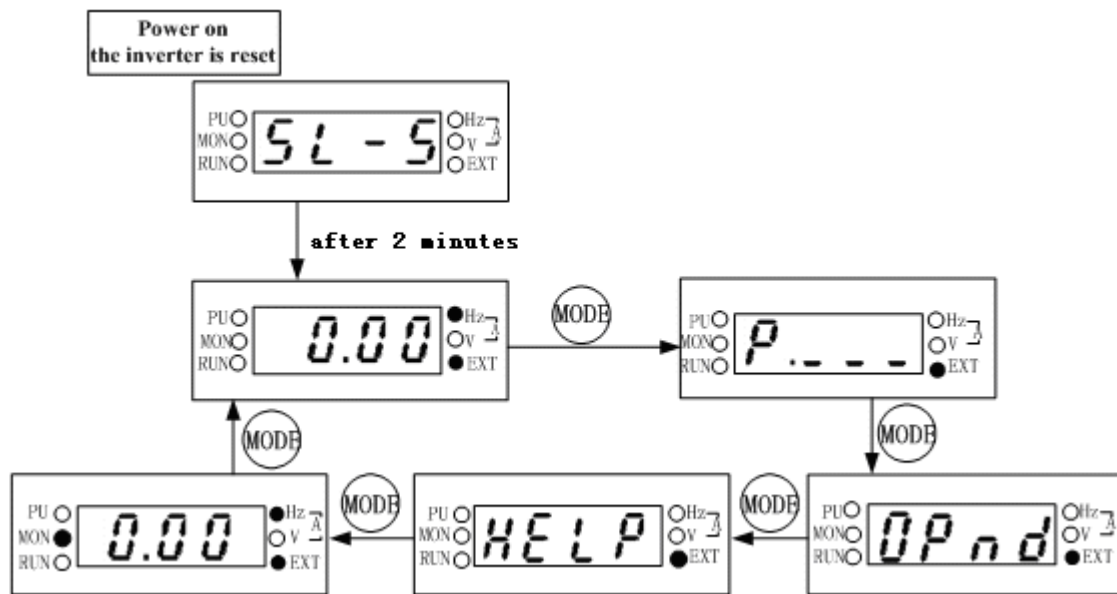 Power on
the inverter is reset
PU
MON
RUN
SL-S
Hz
V
A
EXT
after 2 minutes
PU
MON
RUN
0.00
Hz
V
A
EXT
MODE
PU
MON
RUN
P.___
Hz
V
A
EXT
MODE
MODE
PU
MON
RUN
0.00
Hz
V
A
EXT
MODE
PU
MON
RUN
HELP
Hz
V
A
EXT
MODE
PU
MON
RUN
OPnd
Hz
V
A
EXT